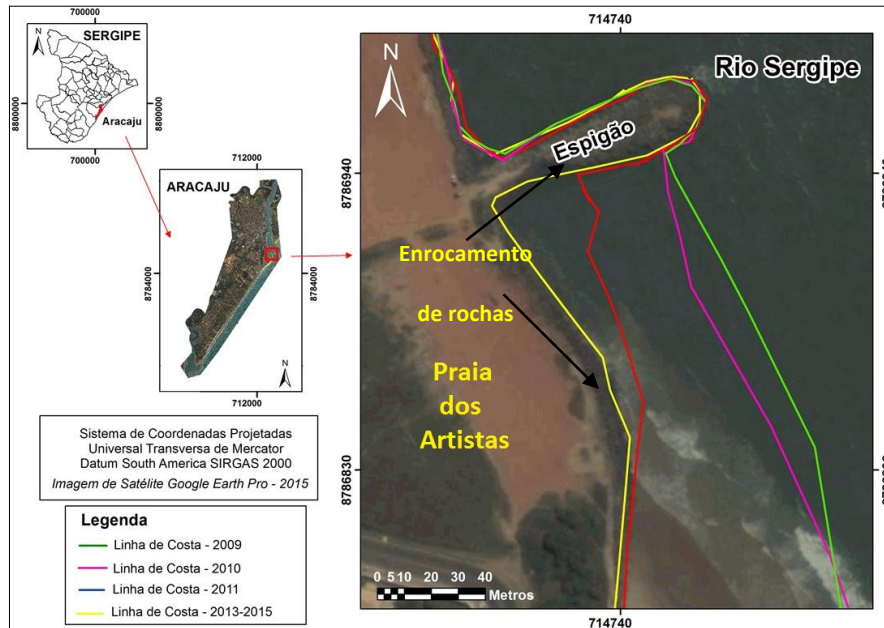 700000
SERGIPE
N
8800000
8800000
Aracaju
700000
712000
ARACAJU
8784000
8784000
N
712000
Sistema de Coordenadas Projetadas
Universal Transversa de Mercator
Datum South America SIRGAS 2000
Imagem de Satélite Google Earth Pro - 2015
Legenda
Linha de Costa - 2009
Linha de Costa - 2010
Linha de Costa - 2011
Linha de Costa - 2013-2015
714740
N
Rio Sergipe
Espigão
8786940
Enrocamento
de rochas
Praia
dos
Artistas
8786830
0 5 10 20 30 40
Metros
714740